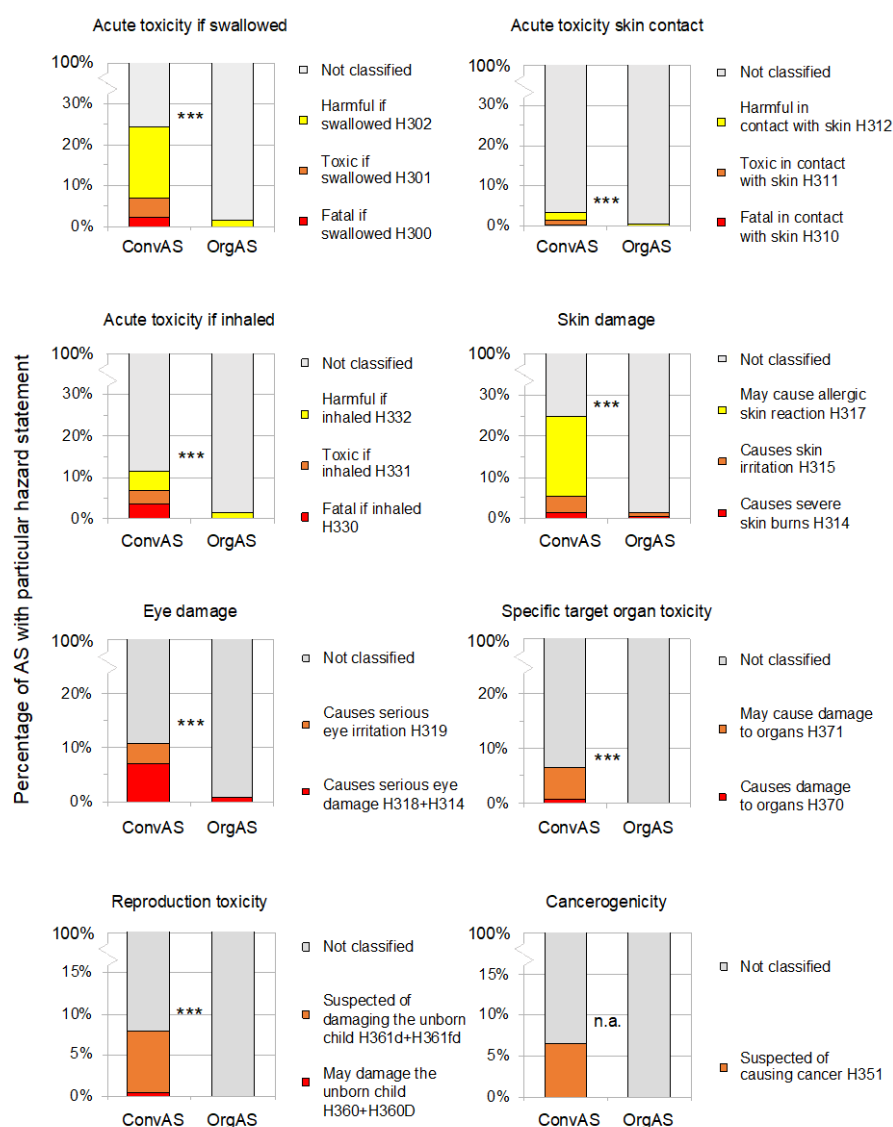 Acute toxicity if swallowed
100%
30%
20%
10%
0%
***
ConvAS
OrgAS
Not classified
Harmful if
swallowed H302
Toxic if
swallowed H301
Fatal if
swallowed H300
Acute toxicity skin contact
100%
30%
20%
10%
0%
***
ConvAS
OrgAS
Not classified
Harmful in
contact with skin H312
Toxic in contact
with skin H311
Fatal in contact
with skin H310
Percentage of AS with particular hazard statement
Acute toxicity if inhaled
100%
30%
20%
10%
0%
***
ConvAS
OrgAS
Not classified
Harmful if
inhaled H332
Toxic if
inhaled H331
Fatal if inhaled
H330
Skin damage
100%
30%
20%
10%
0%
***
ConvAS
OrgAS
Not classified
May cause allergic
skin reaction H317
Causes skin
irritation H315
Causes severe
skin burns H314
Eye damage
100%
20%
10%
0%
***
ConvAS
OrgAS
Not classified
Causes serious
eye irritation H319
Causes serious eye
damage H318+H314
Specific target organ toxicity
100%
20%
10%
0%
***
ConvAS
OrgAS
Not classified
May cause damage
to organs H371
Causes damage
to organs H370
Reproduction toxicity
100%
15%
10%
5%
0%
***
ConvAS
OrgAS
Not classified
Suspected of
damaging the unborn
child H361d+H361fd
May damage the
unborn child
H360+H360D
Cancerogenicity
100%
15%
10%
5%
0%
n.a.
ConvAS
OrgAS
Not classified
Suspected of
causing cancer H351